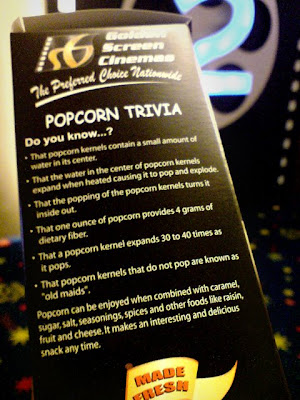 Golden
Screen
Cinemas
The Preferred Choice Nationwide
POPCORN TRIVIA
Do you know...?
• That popcorn kernels contain a small amount of
water in its center.
• That the water in the center of popcorn kernels
expand when heated causing it to pop and explode.
• That the popping of the popcorn kernels turns it
inside out.
• That one ounce of popcorn provides 4 grams of
dietary fiber.
• That a popcorn kernel expands 30 to 40 times as
it pops.
• That popcorn kernels that do not pop are known as
"old maids".
Popcorn can be enjoyed when combined with caramel,
sugar, salt, seasonings, spices and other foods like raisin,
fruit and cheese. It makes an interesting and delicious
snack any time.
MADE
FRESH
2